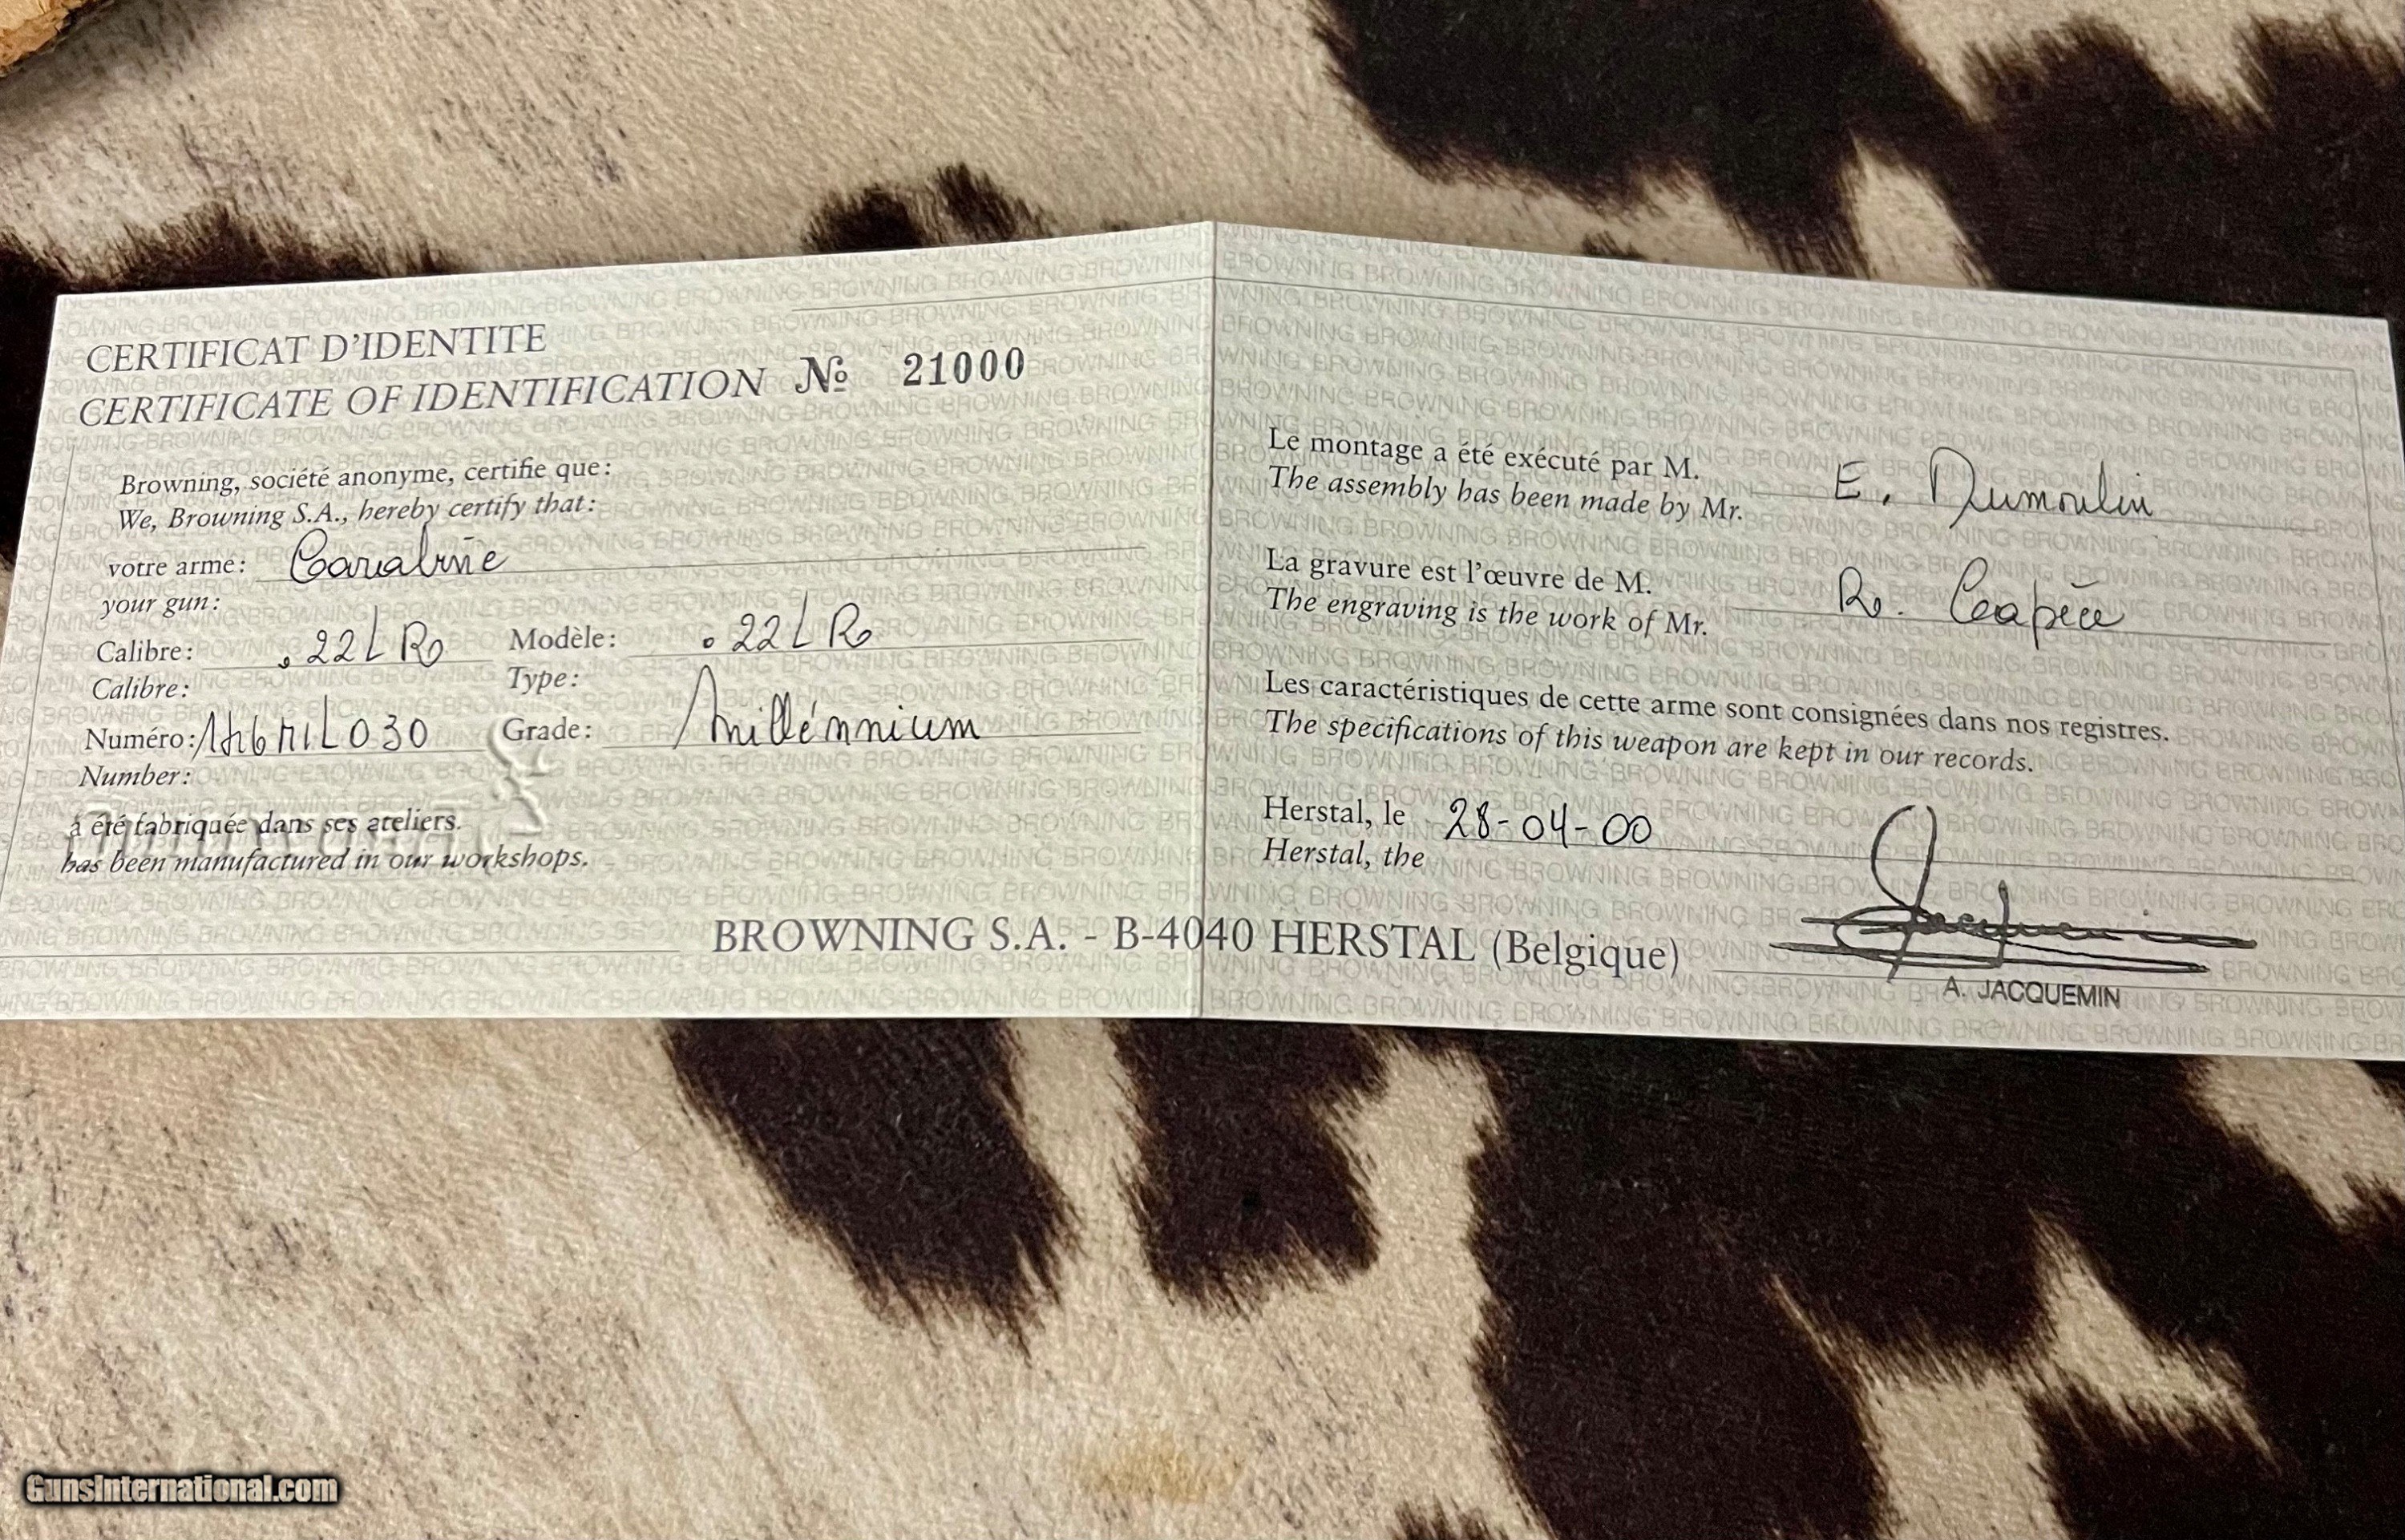 CERTIFICAT D'IDENTITE
CERTIFICATE OF IDENTIFICATION № 21000
Browning, société anonyme, certifie que:
We, Browning S.A., hereby certify that:
votre arme: Carabine
your gun:
Calibre: .22LR Modèle: .22LR
Calibre: Type:
Numéro: Grade: Millénnium
Number:
a été fabriquée dans ses ateliers.
has been manufactured in our workshops.
Le montage a été exécuté par M. E. Dumoulin
The assembly has been made by Mr.
La gravure est l'œuvre de M. R. Capèce
The engraving is the work of Mr.
Les caractéristiques de cette arme sont consignées dans nos registres.
The specifications of this weapon are kept in our records.
Herstal, le 28-04-00
Herstal, the
BROWNING S.A. - B-4040 HERSTAL (Belgique)
Jacquemin
A. JACQUEMIN
GunsInternational.com